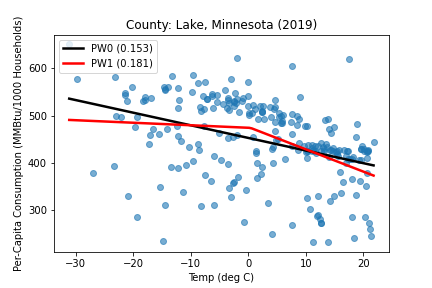 County: Lake, Minnesota (2019)
PW0 (0.153)
PW1 (0.181)
Per-Capita Consumption (MMBtu/1000 Households)
600
500
400
300
−30 −20 −10 0 10 20
Temp (deg C)